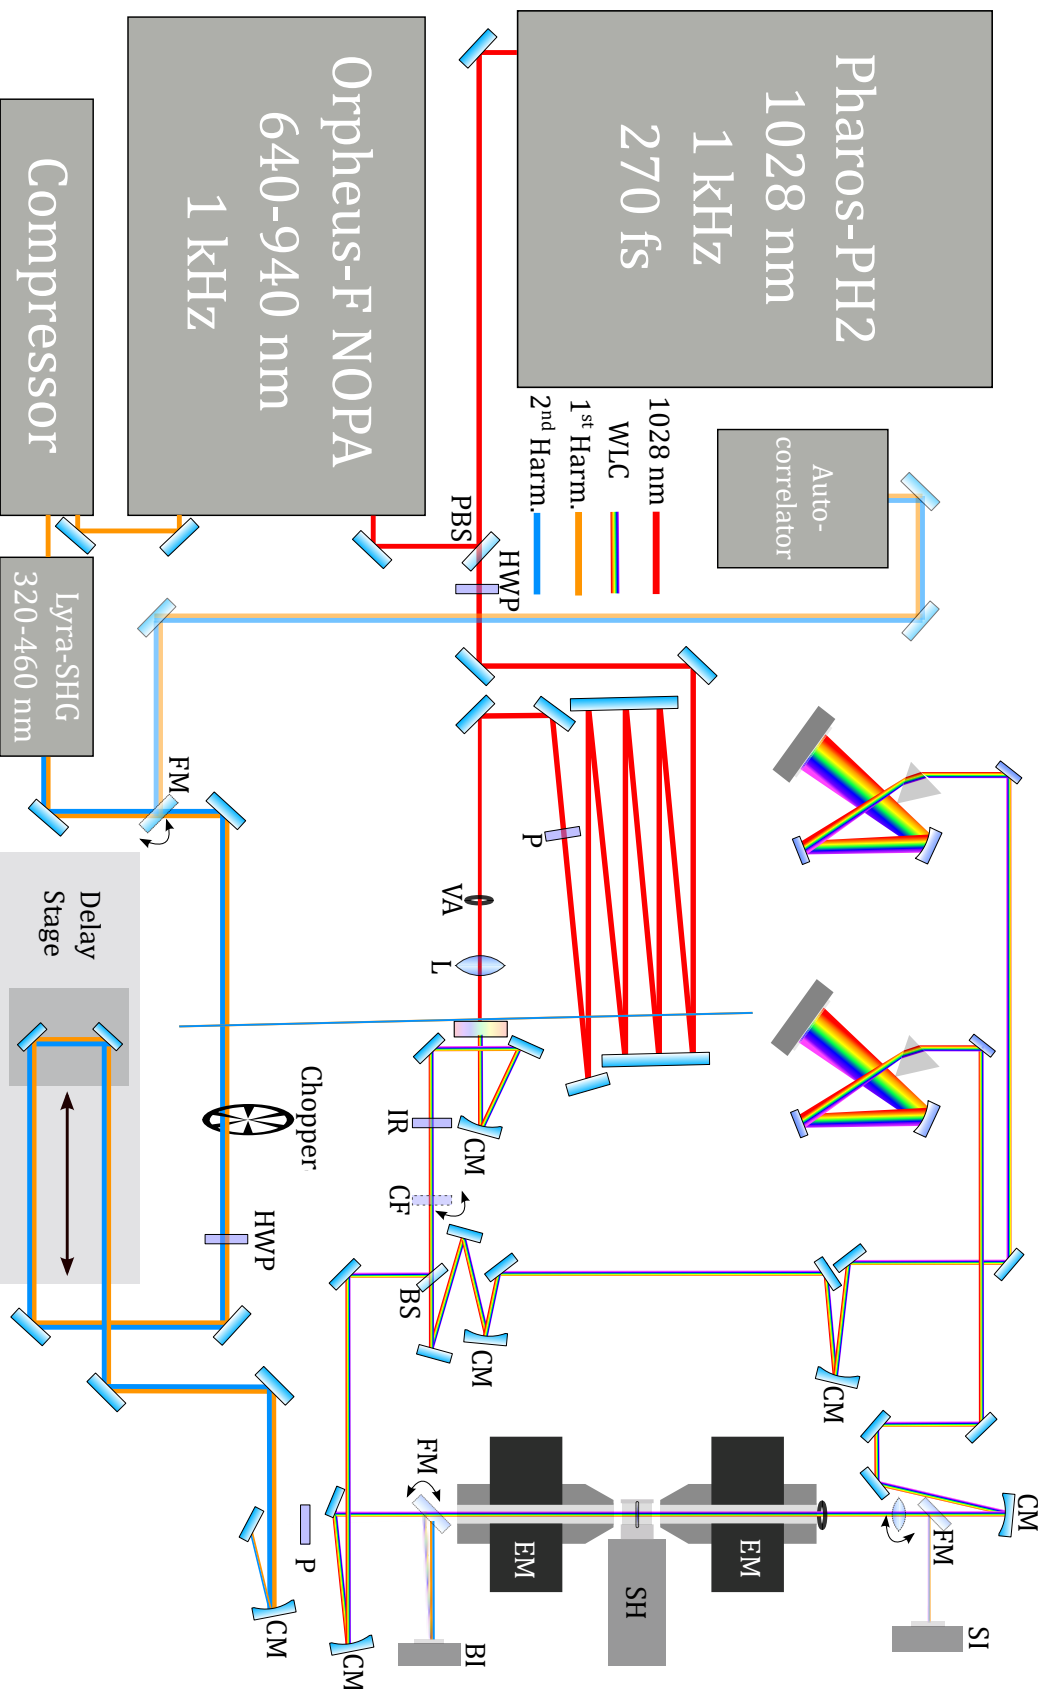 Pharos-PH2
1028 nm
1 kHz
270 fs
Orpheus-F NOPA
640-940 nm
1 kHz
Compressor
Auto-
correlator
1028 nm
WLC
1st Harm.
2nd Harm.
PBS
HWP
Lyra-SHG
320-460 nm
FM
P
VA
L
Delay
Stage
Chopper
HWP
CM
IR
CF
BS
CM
CM
CM
FM
FM
EM
EM
SH
SI
BI
P
CM
CM